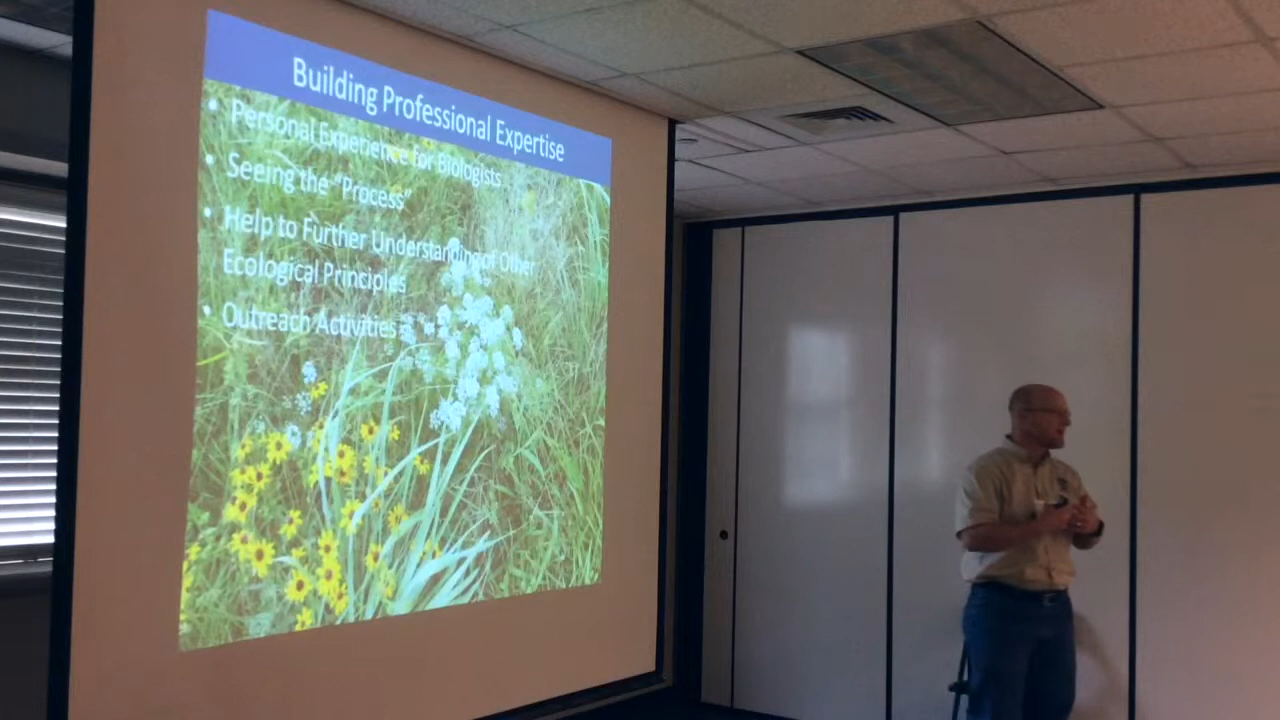 Building Professional Expertise
• Personal Experience for Biologists
• Seeing the "Process"
• Help to Further Understanding of Other
Ecological Principles
• Outreach Activities